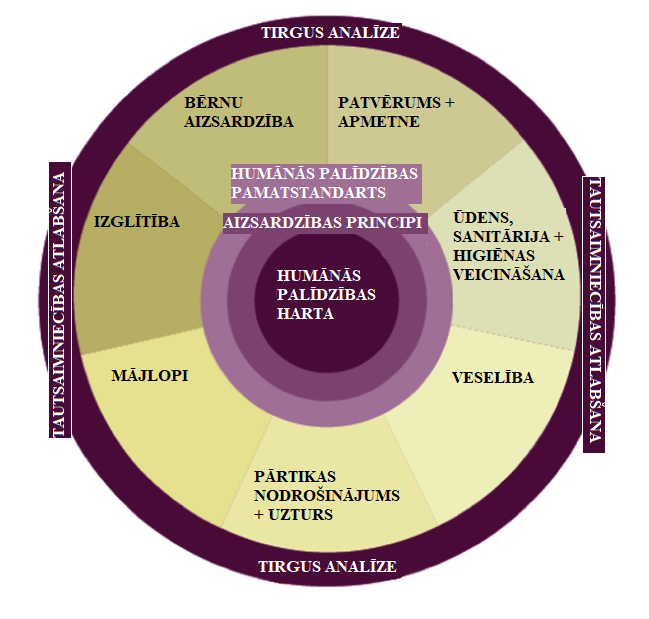 TIRGUS ANALĪZE
BĒRNU
AIZSARDZĪBA
PATVĒRUMS +
APMETNE
HUMĀNĀS PALĪDZĪBAS
PAMATSTANDARTS
AIZSARDZĪBAS PRINCIPI
IZGLĪTĪBA
ŪDENS,
SANITĀRIJA +
HIGIĒNAS
VEICINĀŠANA
HUMĀNĀS
PALĪDZĪBAS
HARTA
TAUTSAIMNIECĪBAS ATLABŠANA
TAUTSAIMNIECĪBAS ATLABŠANA
MĀJLOPI
VESELĪBA
PĀRTIKAS
NODROŠINĀJUMS
+ UZTURS
TIRGUS ANALĪZE